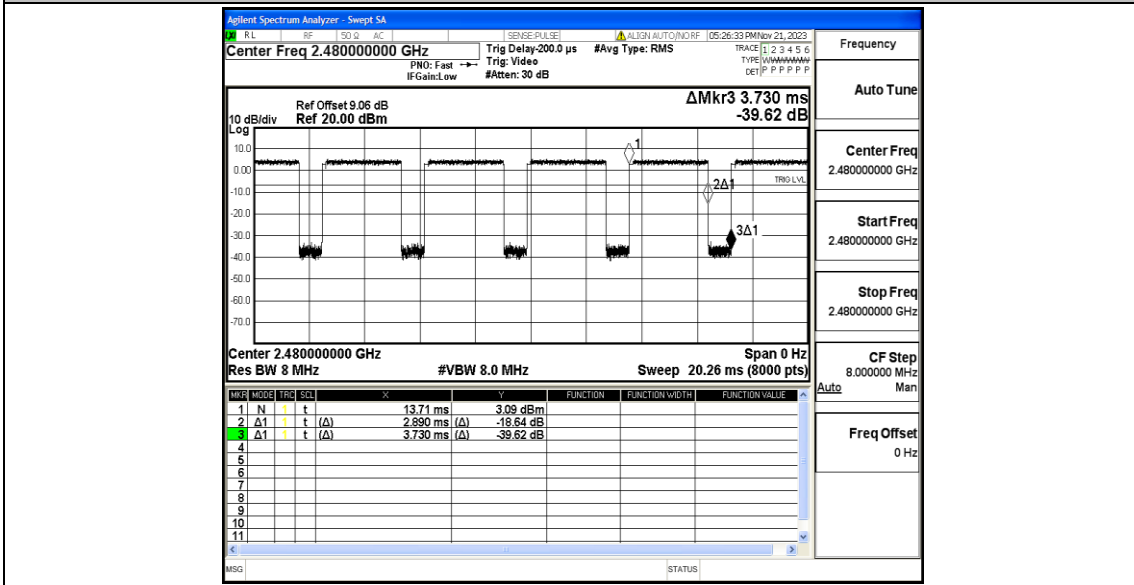 Agilent Spectrum Analyzer - Swept SA
RL RF 50 Ω AC SENSE:PULSE ALIGN AUTO/NO RF 05:26:33 PM Nov 21, 2023
Center Freq 2.480000000 GHz
PNO: Fast
IFGain:Low
Trig Delay-200.0 µs
Trig: Video
#Atten: 30 dB
#Avg Type: RMS
TRACE 1 2 3 4 5 6
TYPE WWWWWW
DET P P P P P P
ΔMkr3 3.730 ms
-39.62 dB
Ref Offset 9.06 dB
10 dB/div Ref 20.00 dBm
Log
10.0
0.00
-10.0
-20.0
-30.0
-40.0
-50.0
-60.0
-70.0
1
TRIG LVL
2Δ1
3Δ1
Center 2.480000000 GHz Span 0 Hz
Res BW 8 MHz #VBW 8.0 MHz Sweep 20.26 ms (8000 pts)
MKR MODE TRC SCL X Y FUNCTION FUNCTION WIDTH FUNCTION VALUE
1 N 1 t 13.71 ms 3.09 dBm
2 Δ1 1 t (Δ) 2.890 ms (Δ) -18.64 dB
3 Δ1 1 t (Δ) 3.730 ms (Δ) -39.62 dB
4
5
6
7
8
9
10
11
MSG STATUS
Frequency
Auto Tune
Center Freq
2.480000000 GHz
Start Freq
2.480000000 GHz
Stop Freq
2.480000000 GHz
CF Step
8.000000 MHz
Auto Man
Freq Offset
0 Hz